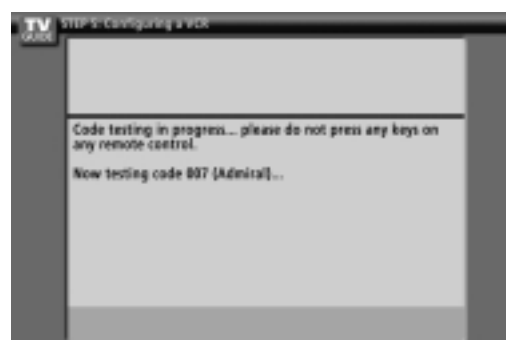 TV
GUIDE
STEP 5: Configuring a VCR
Code testing in progress... please do not press any keys on
any remote control.
Now testing code 007 (Admiral)...